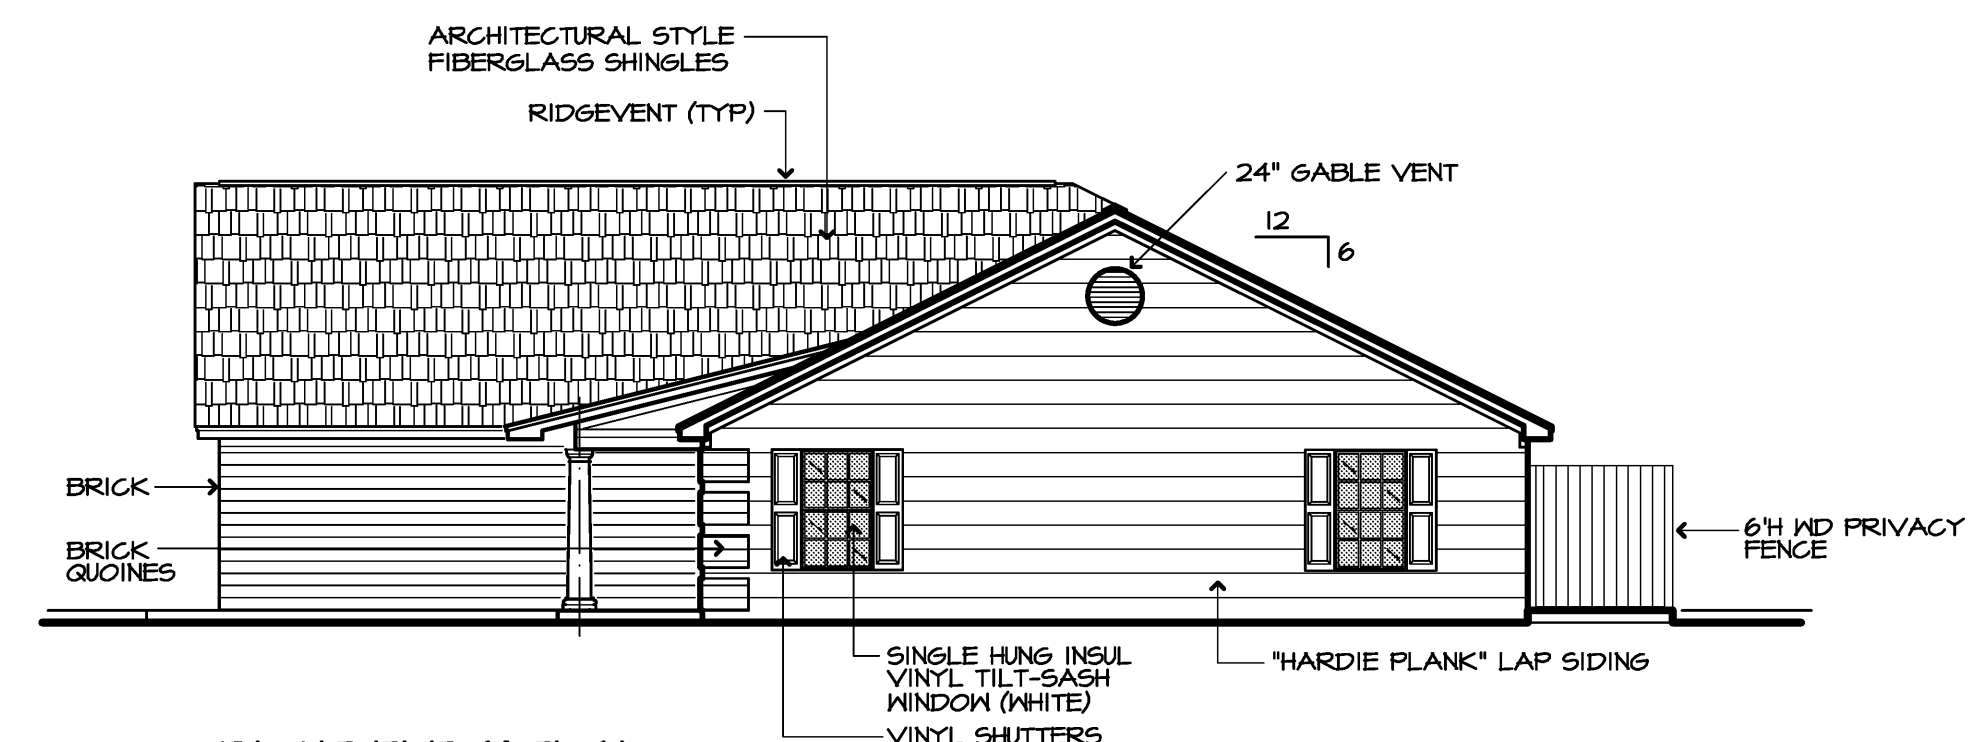 ARCHITECTURAL STYLE
FIBERGLASS SHINGLES
RIDGEVENT (TYP)
24" GABLE VENT
12
6
BRICK
BRICK
QUOINES
6'H WD PRIVACY
FENCE
SINGLE HUNG INSUL
VINYL TILT-SASH
WINDOW (WHITE)
"HARDIE PLANK" LAP SIDING
VINYL SHUTTERS